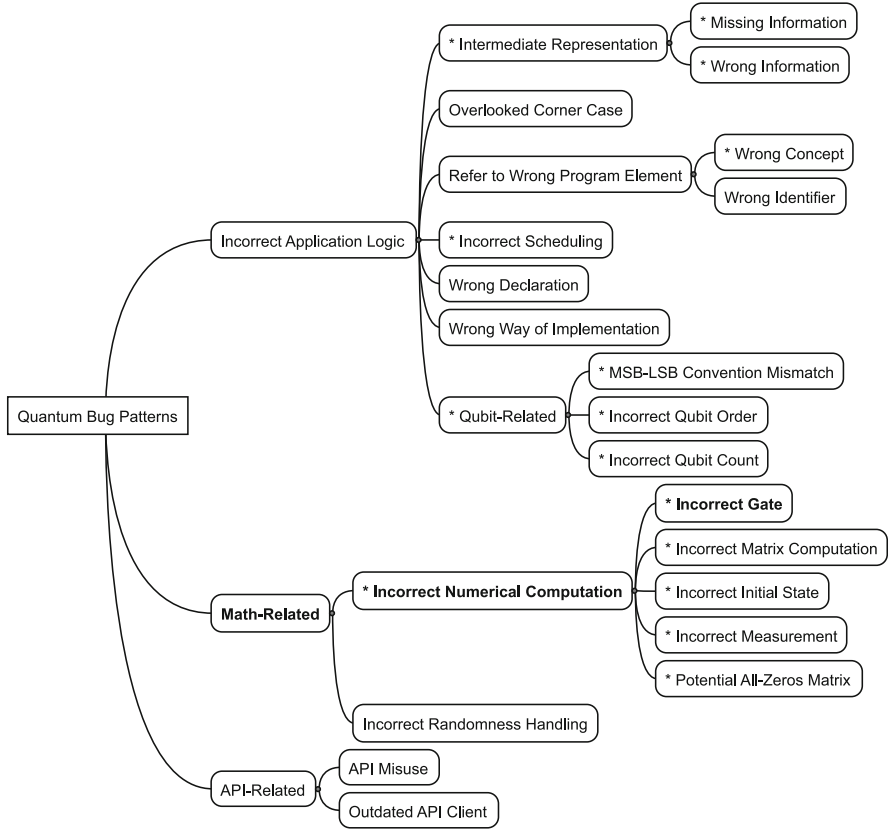 * Missing Information
* Intermediate Representation
* Wrong Information
Overlooked Corner Case
* Wrong Concept
Refer to Wrong Program Element
Wrong Identifier
Incorrect Application Logic
* Incorrect Scheduling
Wrong Declaration
Wrong Way of Implementation
* MSB-LSB Convention Mismatch
Quantum Bug Patterns
* Qubit-Related
* Incorrect Qubit Order
* Incorrect Qubit Count
* Incorrect Gate
* Incorrect Matrix Computation
* Incorrect Numerical Computation
* Incorrect Initial State
Math-Related
* Incorrect Measurement
* Potential All-Zeros Matrix
Incorrect Randomness Handling
API Misuse
API-Related
Outdated API Client